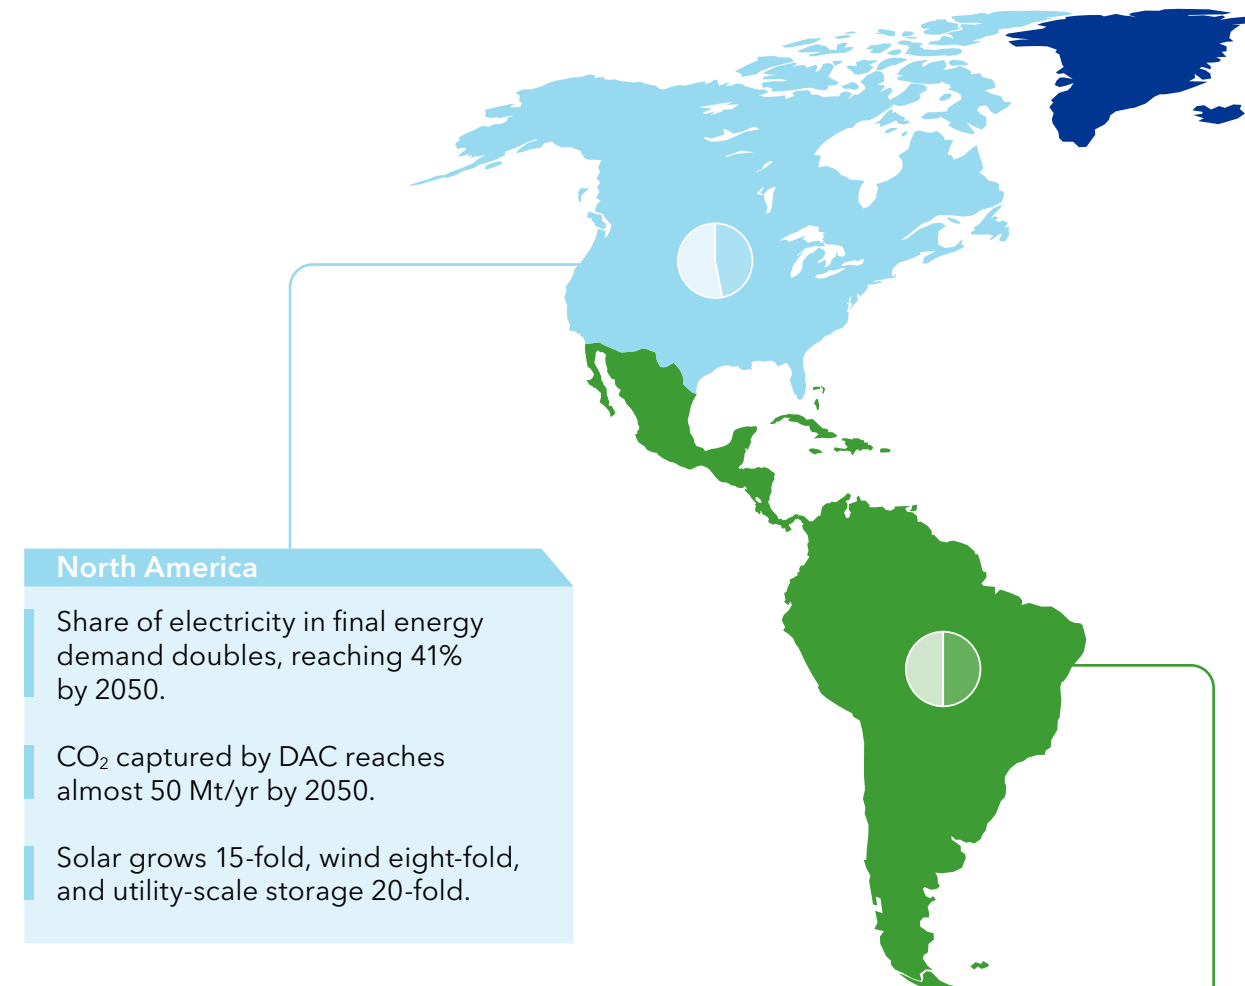 North America
Share of electricity in final energy
demand doubles, reaching 41%
by 2050.
CO₂ captured by DAC reaches
almost 50 Mt/yr by 2050.
Solar grows 15-fold, wind eight-fold,
and utility-scale storage 20-fold.